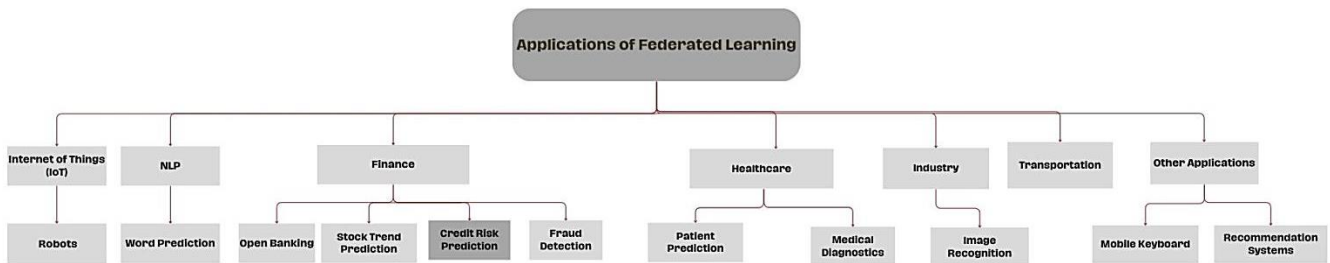 Applications of Federated Learning
Internet of Things
(IoT)
NLP
Finance
Healthcare
Industry
Transportation
Other Applications
Robots
Word Prediction
Open Banking
Stock Trend
Prediction
Credit Risk
Prediction
Fraud
Detection
Patient
Prediction
Medical
Diagnostics
Image
Recognition
Mobile Keyboard
Recommendation
Systems